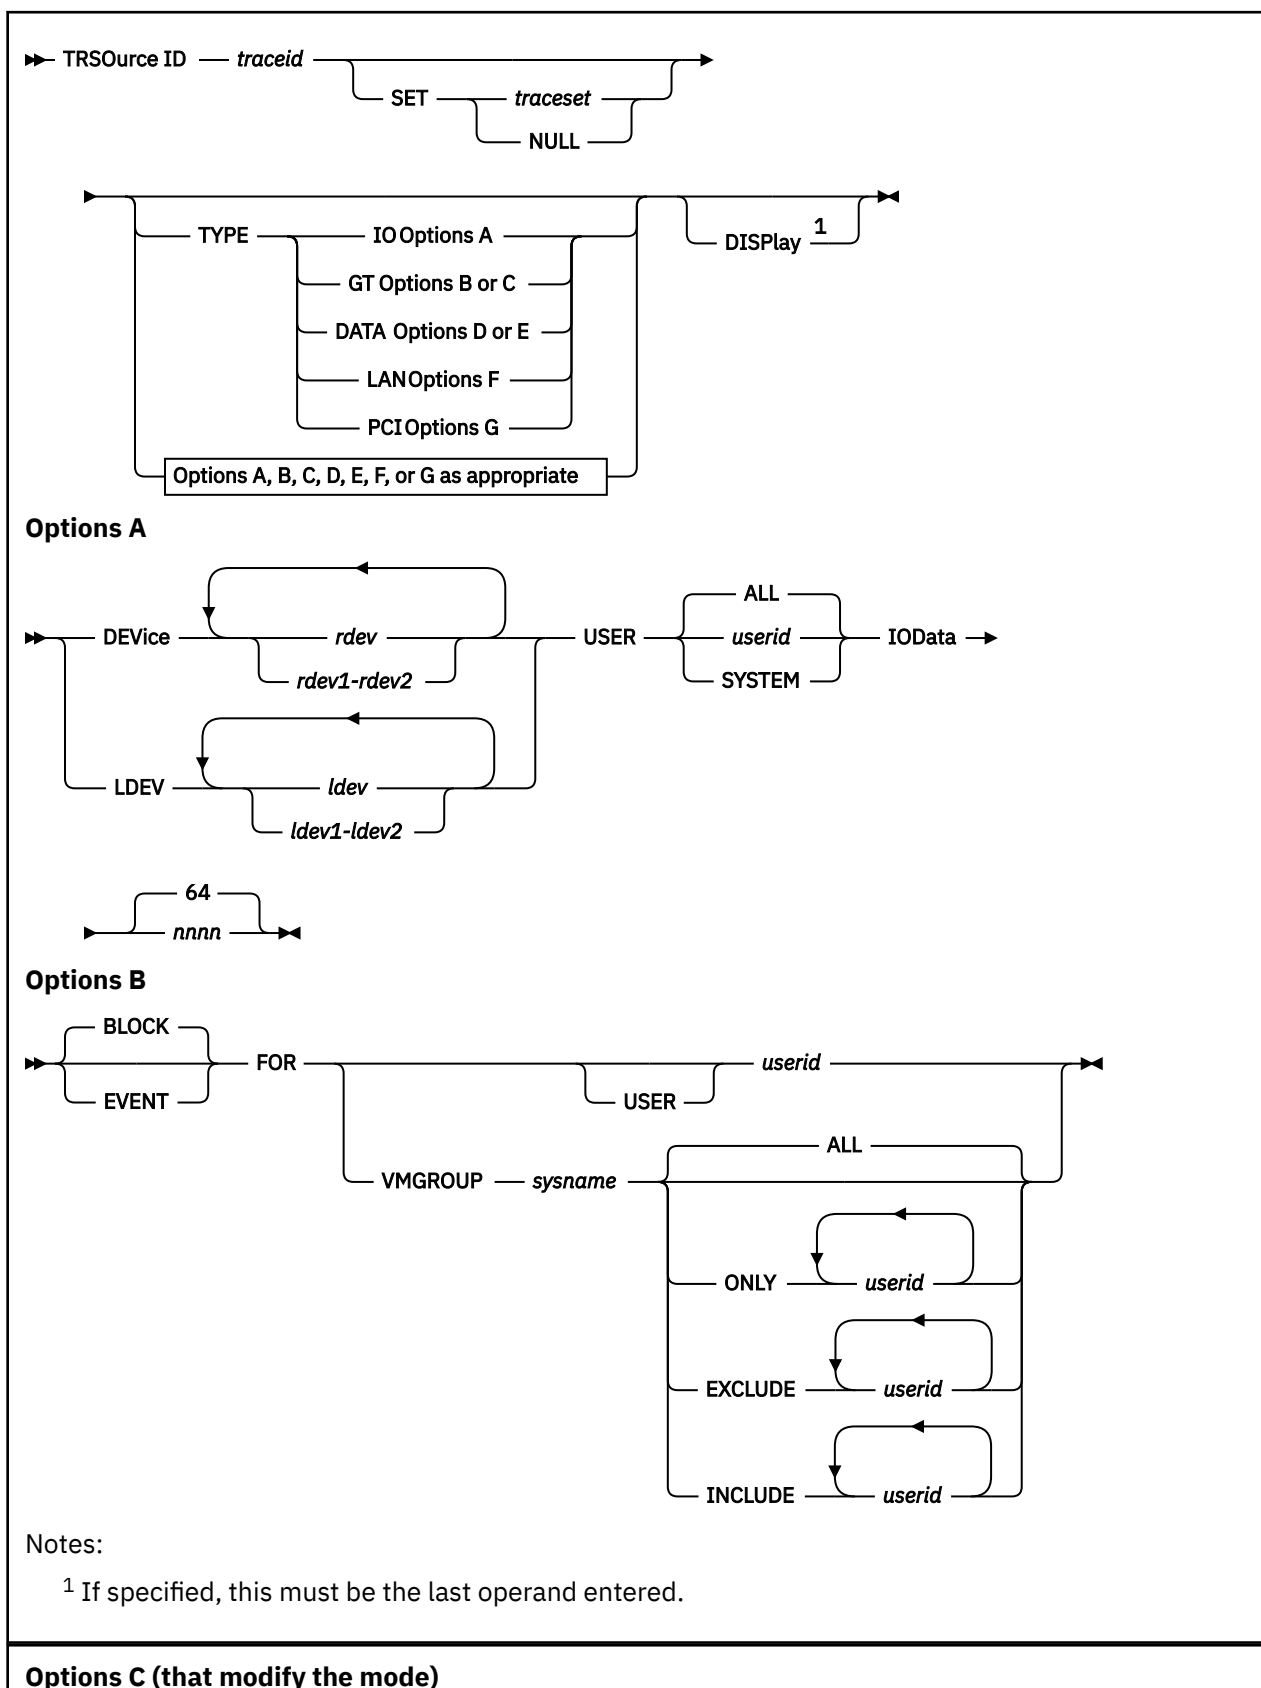 TRSOurce ID traceid
SET traceset
NULL
TYPE IO Options A
DISPlay 1
GT Options B or C
DATA Options D or E
LAN Options F
PCI Options G
Options A, B, C, D, E, F, or G as appropriate
Options A
DEVice rdev USER ALL userid IOData
rdev1-rdev2 SYSTEM
LDEV ldev
ldev1-ldev2
64
nnnn
Options B
BLOCK
FOR userid
EVENT USER
ALL
VMGROUP sysname
ONLY userid
EXCLUDE userid
INCLUDE userid
Notes:
1 If specified, this must be the last operand entered.
Options C (that modify the mode)